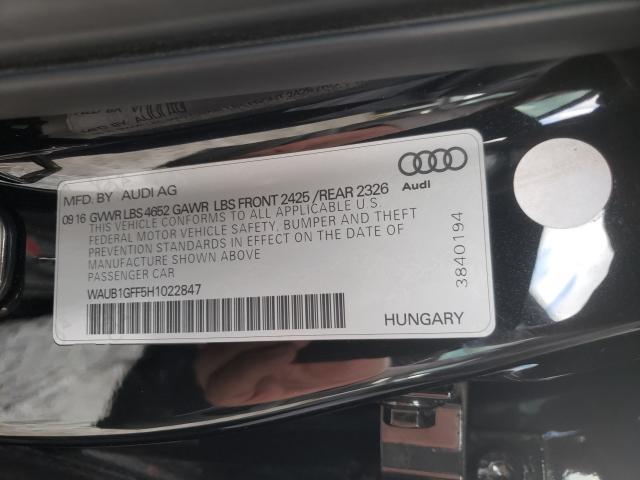 MFD. BY AUDI AG
09 16 GVWR LBS 4652 GAWR LBS FRONT 2425 /REAR 2326
THIS VEHICLE CONFORMS TO ALL APPLICABLE U.S.
FEDERAL MOTOR VEHICLE SAFETY, BUMPER AND THEFT
PREVENTION STANDARDS IN EFFECT ON THE DATE OF
MANUFACTURE SHOWN ABOVE
PASSENGER CAR
WAUB1GFF5H1022847
Audi
3840194
HUNGARY